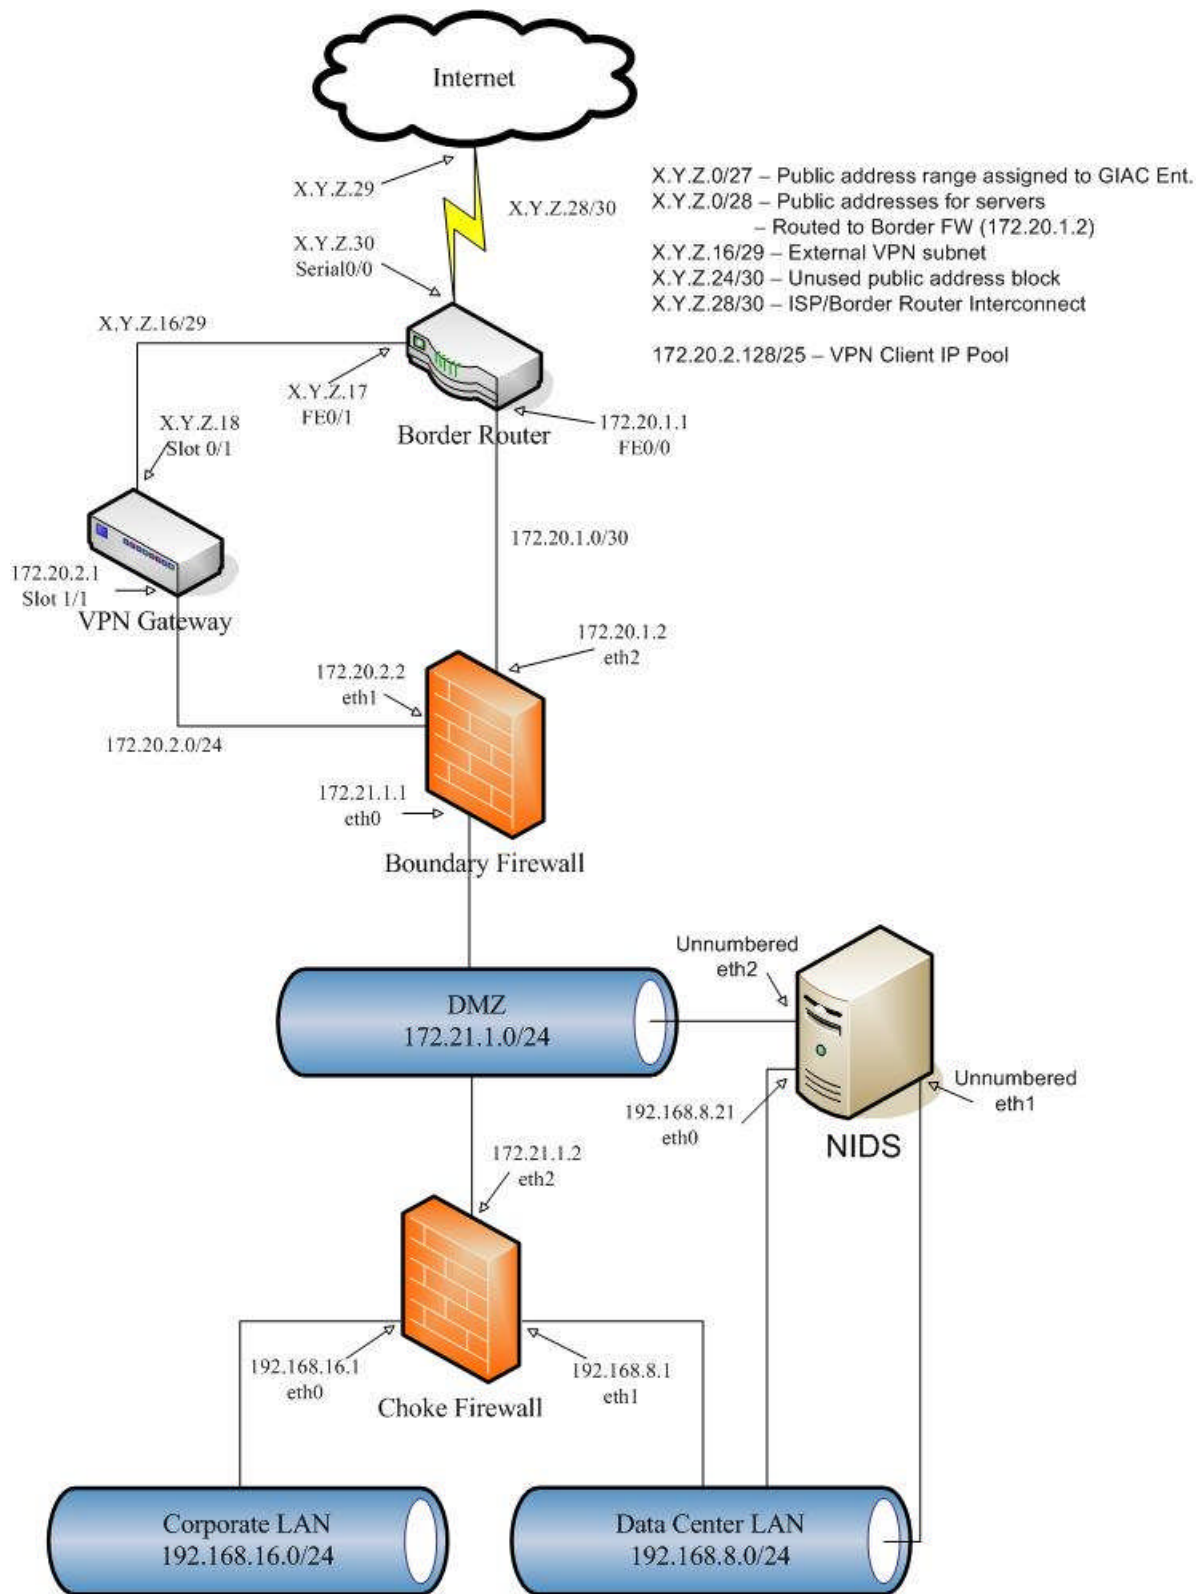 Internet
X.Y.Z.29
X.Y.Z.28/30
X.Y.Z.0/27 – Public address range assigned to GIAC Ent.
X.Y.Z.0/28 – Public addresses for servers
– Routed to Border FW (172.20.1.2)
X.Y.Z.16/29 – External VPN subnet
X.Y.Z.24/30 – Unused public address block
X.Y.Z.28/30 – ISP/Border Router Interconnect
172.20.2.128/25 – VPN Client IP Pool
X.Y.Z.30
Serial0/0
X,Y.Z.16/29
X.Y.Z.17
FE0/1
Border Router
172.20.1.1
FE0/0
X.Y.Z.18
Slot 0/1
172.20.1.0/30
172.20.2.1
Slot 1/1
VPN Gateway
172.20.1.2
eth2
172.20.2.2
eth1
172.20.2.0/24
172.21.1.1
eth0
Boundary Firewall
Unnumbered
eth2
DMZ
172.21.1.0/24
Unnumbered
eth1
192.168.8.21
eth0
NIDS
172.21.1.2
eth2
192.168.16.1
eth0
192.168.8.1
eth1
Choke Firewall
Corporate LAN
192.168.16.0/24
Data Center LAN
192.168.8.0/24